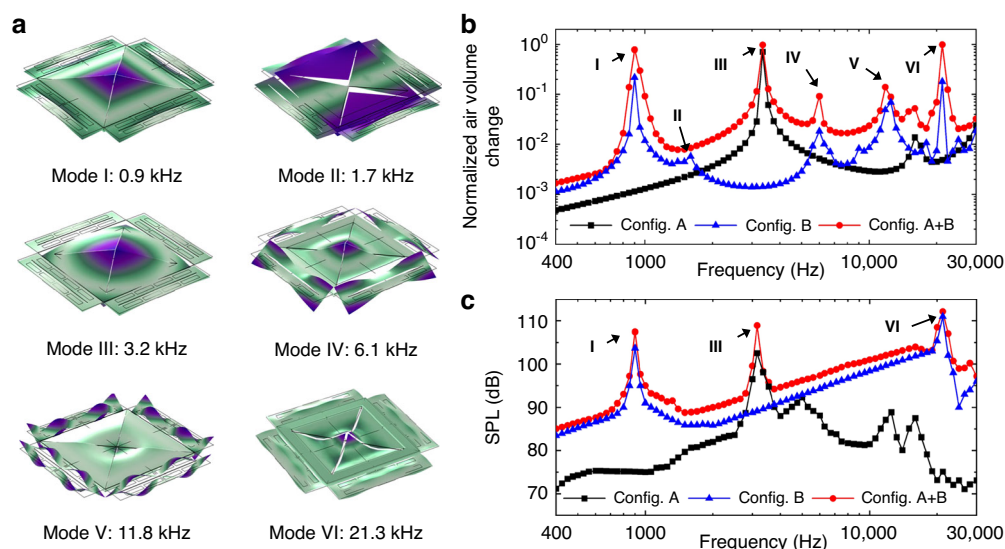 a
Mode I: 0.9 kHz
Mode II: 1.7 kHz
Mode III: 3.2 kHz
Mode IV: 6.1 kHz
Mode V: 11.8 kHz
Mode VI: 21.3 kHz
b
Normalized air volume
change
10^0
10^-1
10^-2
10^-3
10^-4
I
II
III
IV
V
VI
Config. A
Config. B
Config. A+B
400
1000
10,000
30,000
Frequency (Hz)
c
SPL (dB)
110
100
90
80
70
I
III
VI
Config. A
Config. B
Config. A+B
400
1000
10,000
30,000
Frequency (Hz)